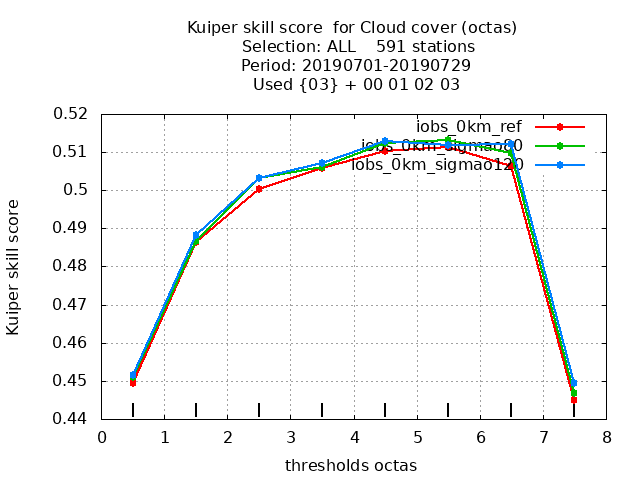 Kuiper skill score  for Cloud cover (octas)
Selection: ALL    591 stations
Period: 20190701-20190729
Used {03} + 00 01 02 03
0.52
0.51
0.5
0.49
0.48
0.47
0.46
0.45
0.44
Kuiper skill score
iobs_0km_ref
iobs_0km_sigmao80
iobs_0km_sigmao120
0 1 2 3 4 5 6 7 8
thresholds octas